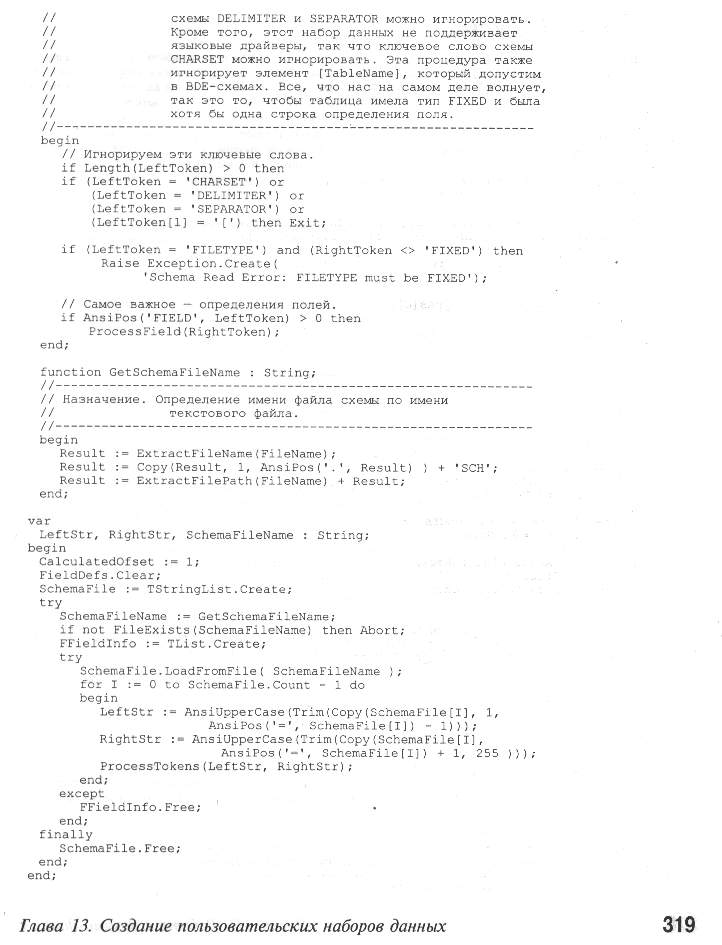 //              схемы DELIMITER и SEPARATOR можно игнорировать.
//              Кроме того, этот набор данных не поддерживает
//              языковые драйверы, так что ключевое слово схемы
//              CHARSET можно игнорировать. Эта процедура также
//              игнорирует элемент [TableName], который допустим
//              в BDE-схемах. Все, что нас на самом деле волнует,
//              так это то, чтобы таблица имела тип FIXED и была
//              хотя бы одна строка определения поля.
//--------------------------------------------------------------
begin
// Игнорируем эти ключевые слова.
if Length(LeftToken) > 0 then
if (LeftToken = 'CHARSET') or
(LeftToken = 'DELIMITER') or
(LeftToken = 'SEPARATOR') or
(LeftToken[1] = '[') then Exit;
if (LeftToken = 'FILETYPE') and (RightToken <> 'FIXED') then
Raise Exception.Create(
'Schema Read Error: FILETYPE must be FIXED');
// Самое важное — определения полей.
if AnsiPos('FIELD', LeftToken) > 0 then
ProcessField(RightToken);
end;
function GetSchemaFileName : String;
//--------------------------------------------------------------
// Назначение. Определение имени файла схемы по имени
//              текстового файла.
//--------------------------------------------------------------
begin
Result := ExtractFileName(FileName);
Result := Copy(Result, 1, AnsiPos('.', Result) ) + 'SCH';
Result := ExtractFilePath(FileName) + Result;
end;
var
LeftStr, RightStr, SchemaFileName : String;
begin
CalculatedOfset := 1;
FieldDefs.Clear;
SchemaFile := TStringList.Create;
try
SchemaFileName := GetSchemaFileName;
if not FileExists(SchemaFileName) then Abort;
FFieldInfo := TList.Create;
try
SchemaFile.LoadFromFile( SchemaFileName );
for I := 0 to SchemaFile.Count - 1 do
begin
LeftStr := AnsiUpperCase(Trim(Copy(SchemaFile[I], 1,
AnsiPos('=', SchemaFile[I]) - 1)));
RightStr := AnsiUpperCase(Trim(Copy(SchemaFile[I],
AnsiPos('=', SchemaFile[I]) + 1, 255 )));
ProcessTokens(LeftStr, RightStr);
end;
except
FFieldInfo.Free;
end;
finally
SchemaFile.Free;
end;
end;
Глава 13. Создание пользовательских наборов данных 319